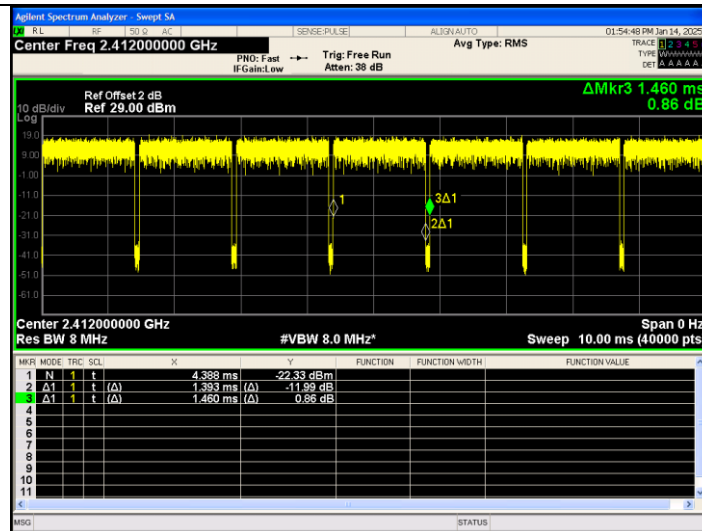 Agilent Spectrum Analyzer - Swept SA
RL RF 50 Ω AC SENSE:PULSE ALIGN AUTO 01:54:48 PM Jan 14, 2025
Center Freq 2.412000000 GHz
PNO: Fast
IFGain:Low
Trig: Free Run
Atten: 38 dB
Avg Type: RMS
TRACE 1 2 3 4 5
TYPE
DET A A A A A
Ref Offset 2 dB
10 dB/div Ref 29.00 dBm
Log
ΔMkr3 1.460 ms
0.86 dB
19.0
9.00
-1.00
-11.0
-21.0
-31.0
-41.0
-51.0
-61.0
1
3Δ1
2Δ1
Center 2.412000000 GHz Span 0 Hz
Res BW 8 MHz #VBW 8.0 MHz* Sweep 10.00 ms (40000 pts
MKR MODE TRC SCL X Y FUNCTION FUNCTION WIDTH FUNCTION VALUE
1 N 1 t 4.388 ms -22.33 dBm
2 Δ1 1 t (Δ) 1.393 ms (Δ) -11.99 dB
3 Δ1 1 t (Δ) 1.460 ms (Δ) 0.86 dB
4
5
6
7
8
9
10
11
MSG STATUS